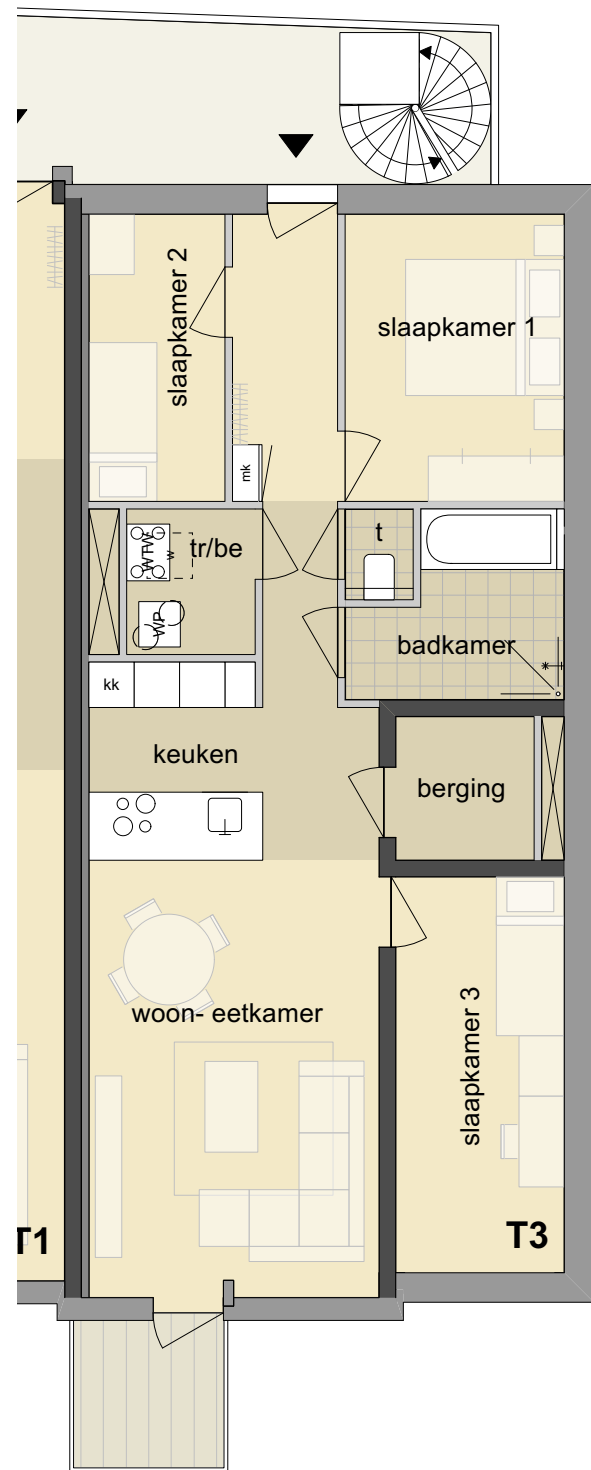 slaapkamer 2
slaapkamer 1
mk
t
tr/be
WTW
w
WP
badkamer
kk
keuken
berging
woon- eetkamer
slaapkamer 3
T1
T3